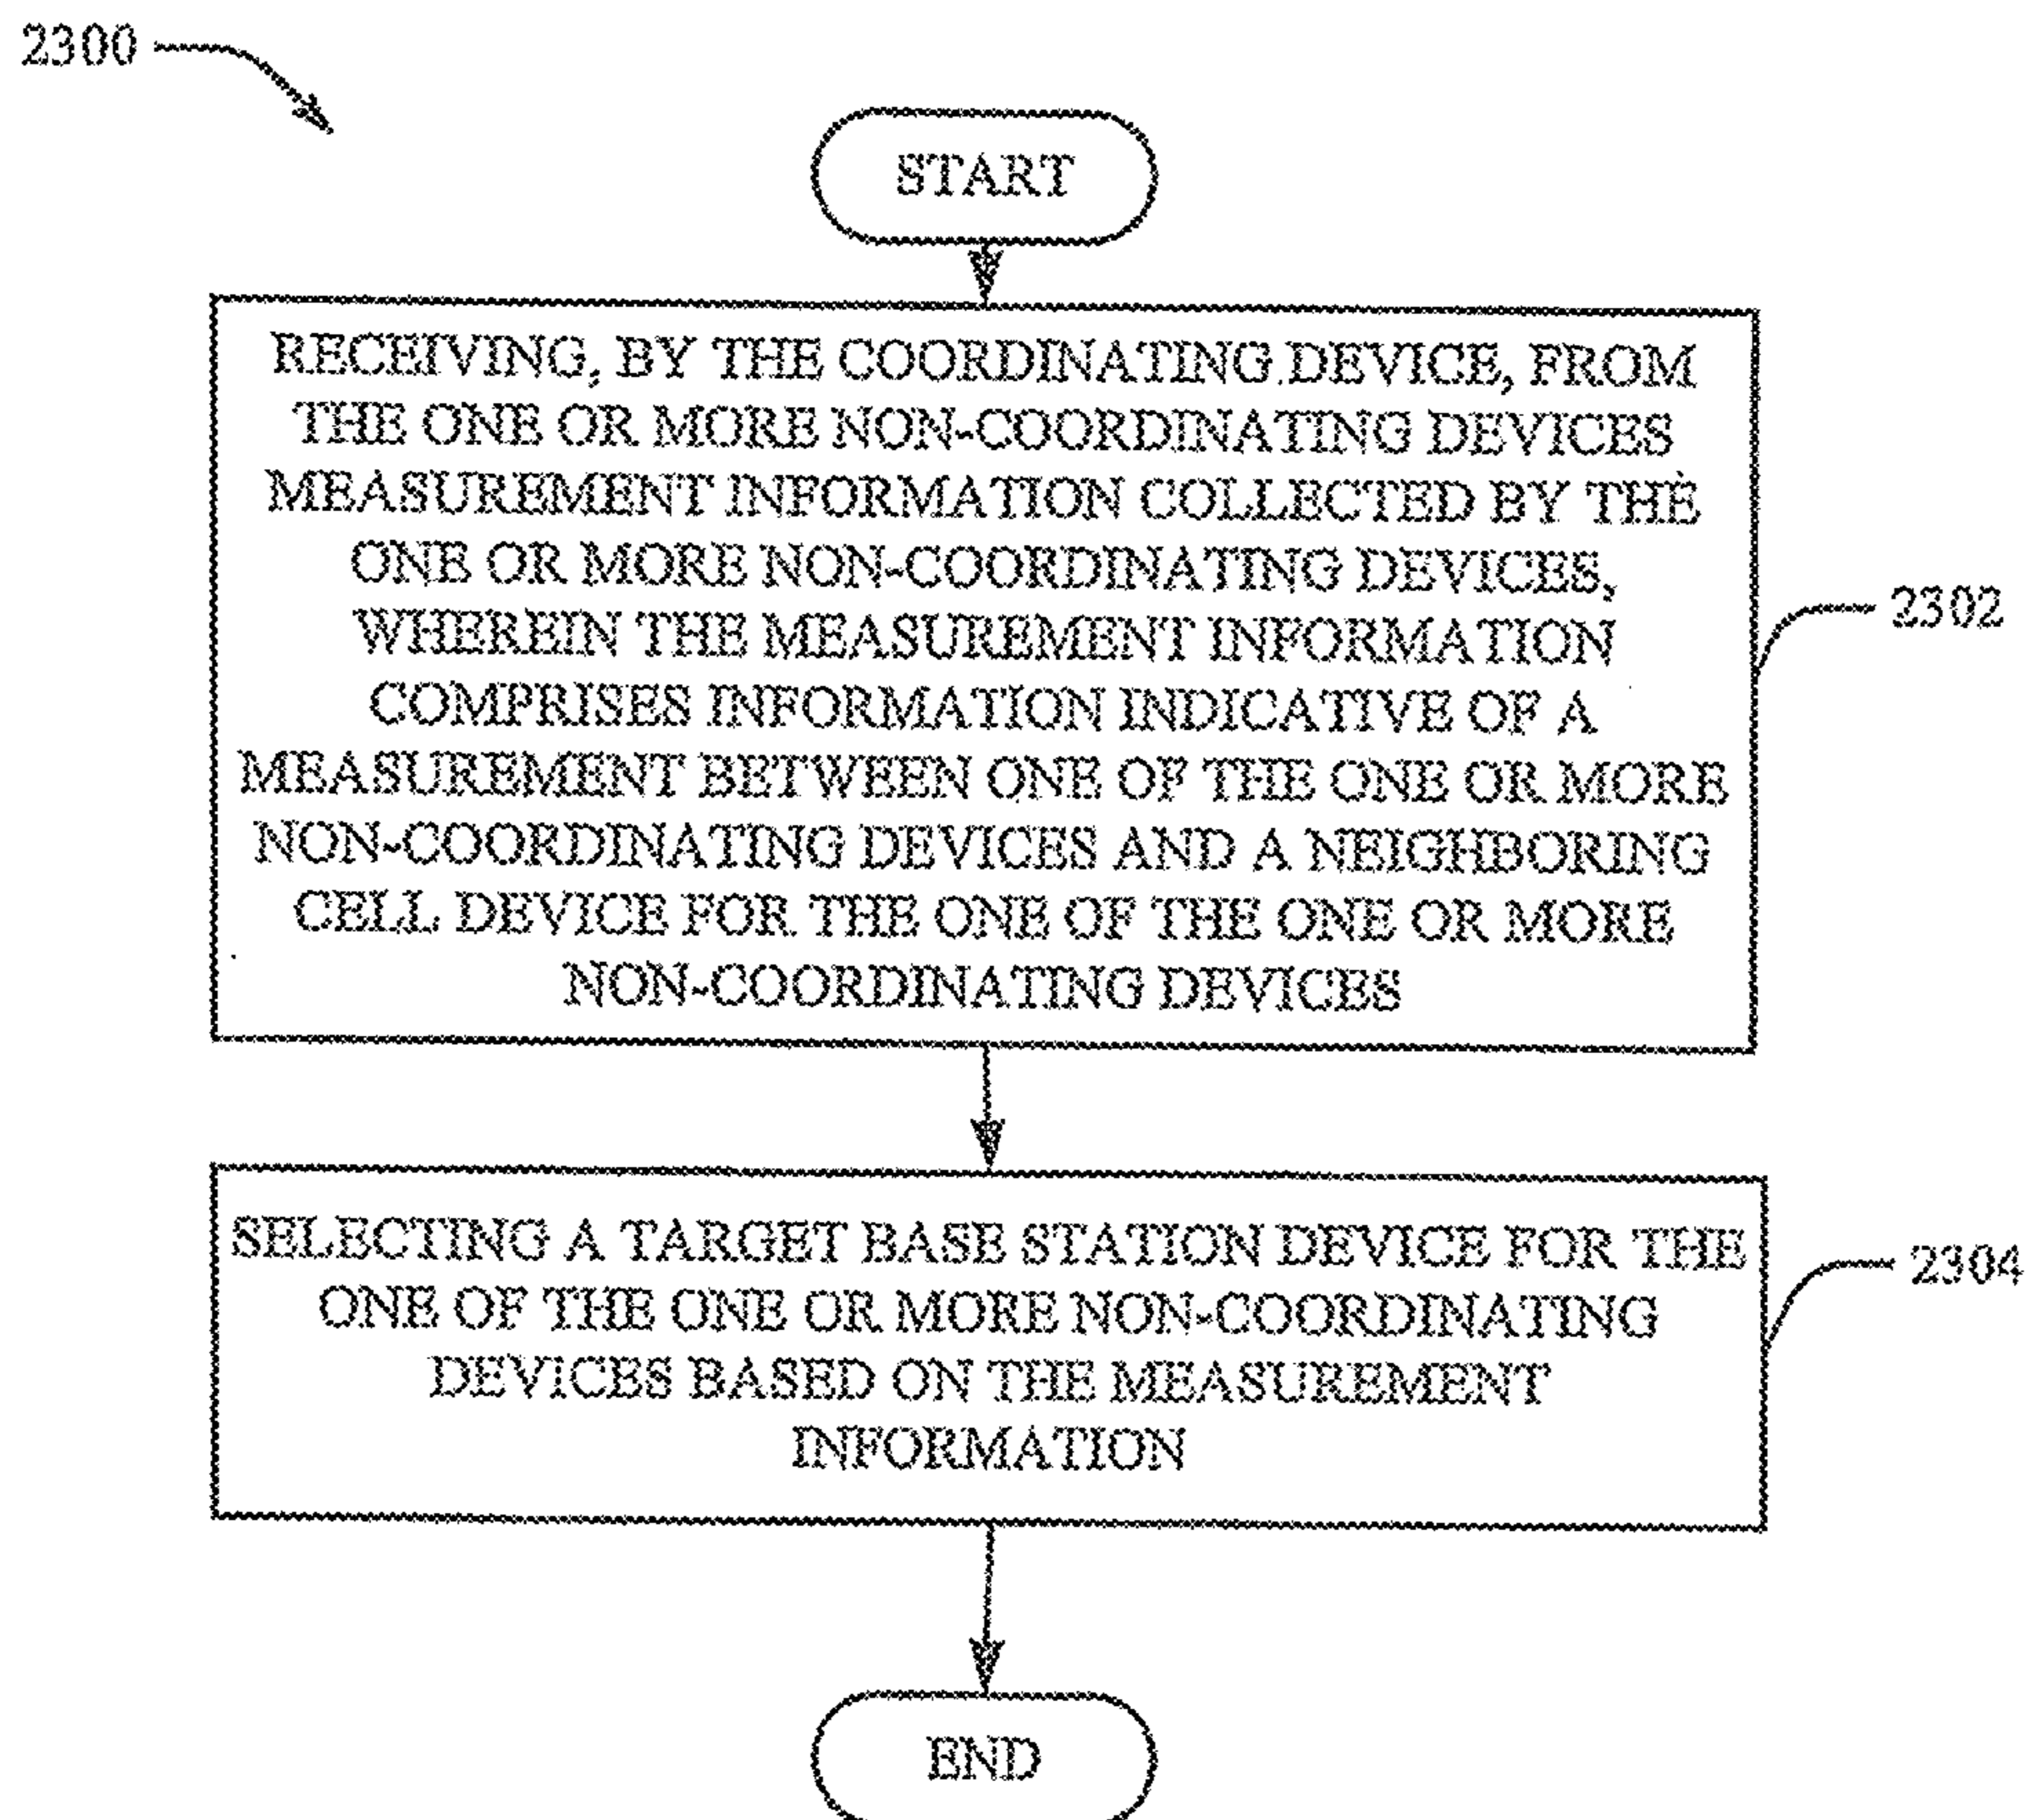 2300
START
RECEIVING, BY THE COORDINATING DEVICE, FROM
THE ONE OR MORE NON-COORDINATING DEVICES
MEASUREMENT INFORMATION COLLECTED BY THE
ONE OR MORE NON-COORDINATING DEVICES,
WHEREIN THE MEASUREMENT INFORMATION
COMPRISES INFORMATION INDICATIVE OF A
MEASUREMENT BETWEEN ONE OF THE ONE OR MORE
NON-COORDINATING DEVICES AND A NEIGHBORING
CELL DEVICE FOR THE ONE OF THE ONE OR MORE
NON-COORDINATING DEVICES
2302
SELECTING A TARGET BASE STATION DEVICE FOR THE
ONE OF THE ONE OR MORE NON-COORDINATING
DEVICES BASED ON THE MEASUREMENT
INFORMATION
2304
END